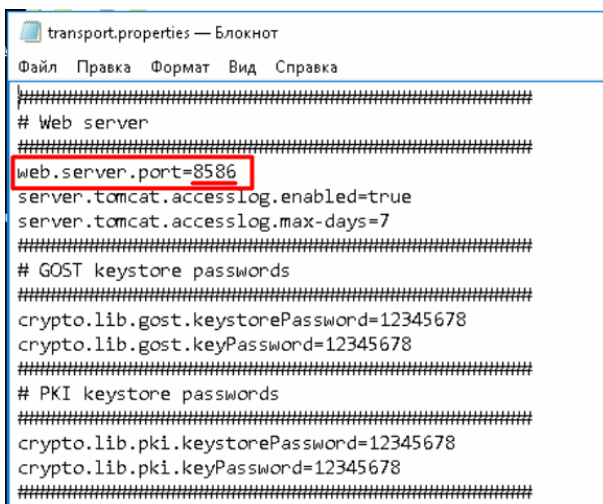 transport.properties — Блокнот
Файл Правка Формат Вид Справка
##########################################################
# Web server
##########################################################
web.server.port=8586
server.tomcat.accesslog.enabled=true
server.tomcat.accesslog.max-days=7
##########################################################
# GOST keystore passwords
##########################################################
crypto.lib.gost.keystorePassword=12345678
crypto.lib.gost.keyPassword=12345678
##########################################################
# PKI keystore passwords
##########################################################
crypto.lib.pki.keystorePassword=12345678
crypto.lib.pki.keyPassword=12345678
##########################################################